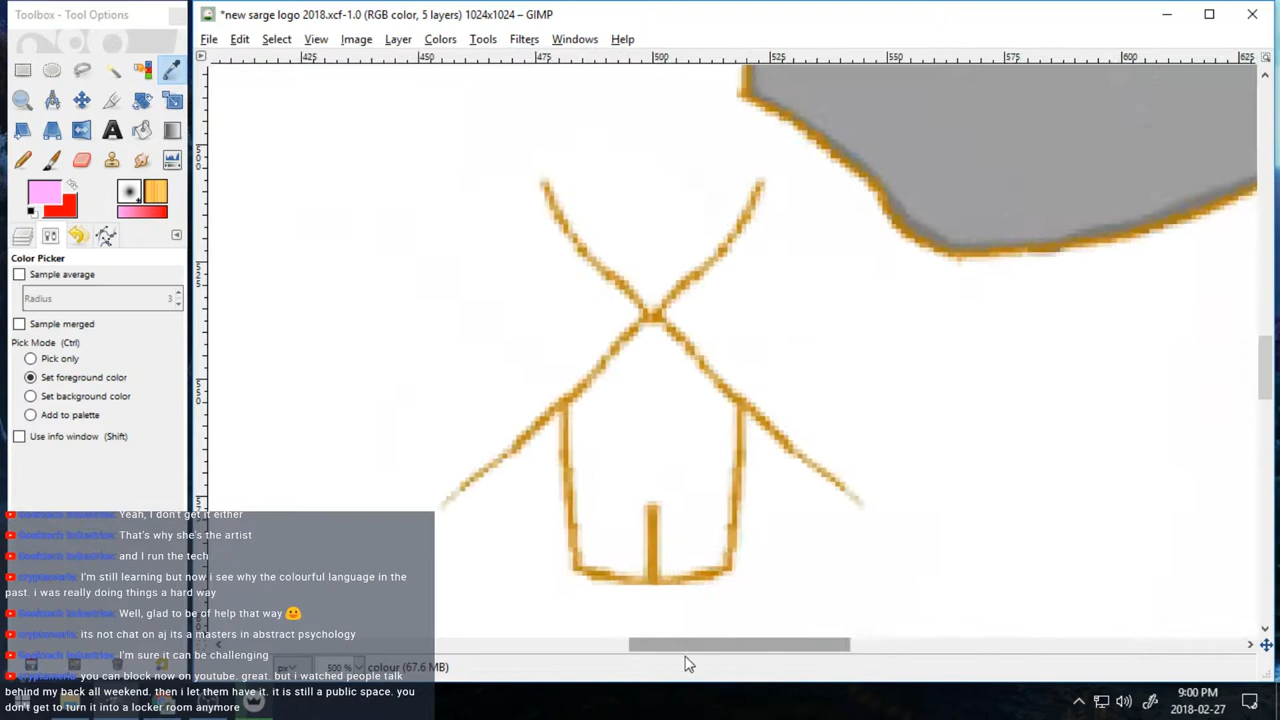 Toolbox - Tool Options
*new sarge logo 2018.xcf-1.0 (RGB color, 5 layers) 1024x1024 – GIMP
File Edit Select View Image Layer Colors Tools Filters Windows Help
425 450 475 500 525 550 575 600 625
Color Picker
Sample average
Radius 3
Sample merged
Pick Mode (Ctrl)
Pick only
Set foreground color
Set background color
Add to palette
Use info window (Shift)
Yeah, I don't get it either
That's why she's the artist
and I run the tech
I'm still learning but now i see why the colourful language in the
past. i was really doing things a hard way
Well, glad to be of help that way
its not chat on aj its a masters in abstract psychology
I'm sure it can be challenging
you can block now on youtube. great. but i watched people talk
behind my back all weekend. then i let them have it. it is still a public space. you
don't get to turn it into a locker room anymore
px 500 % colour (67.6 MB)
9:00 PM
2018-02-27